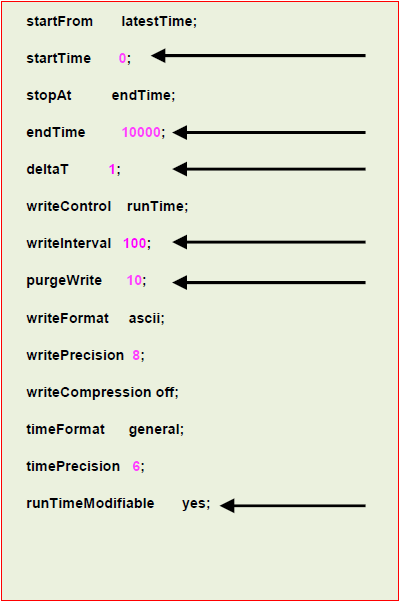 startFrom latestTime;
startTime 0;
stopAt endTime;
endTime 10000;
deltaT 1;
writeControl runTime;
writeInterval 100;
purgeWrite 10;
writeFormat ascii;
writePrecision 8;
writeCompression off;
timeFormat general;
timePrecision 6;
runTimeModifiable yes;